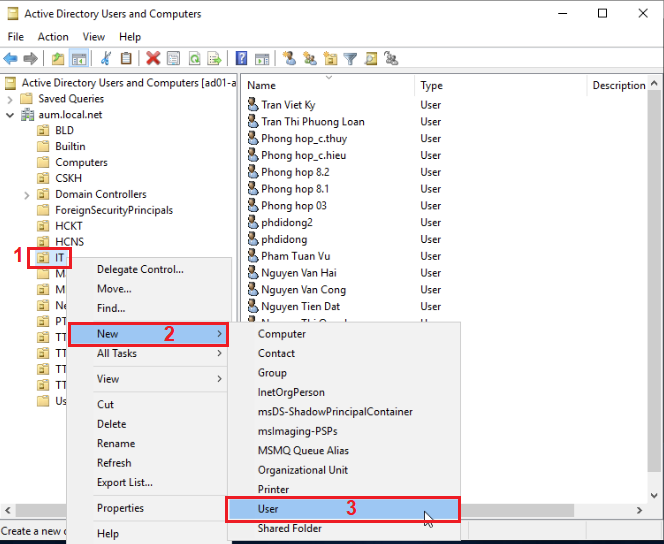 Active Directory Users and Computers
File Action View Help
Active Directory Users and Computers [ad01-a
Saved Queries
aum.local.net
BLD
Builtin
Computers
CSKH
Domain Controllers
ForeignSecurityPrincipals
HCKT
HCNS
1 IT
M
M
Ne
PT
TT
TT
TT
TT
Us
Name Type Description
Tran Viet Ky User
Tran Thi Phuong Loan User
Phong hop_c.thuy User
Phong hop_c.hieu User
Phong hop 8.2 User
Phong hop 8.1 User
Phong hop 03 User
phdidong2 User
phdidong User
Pham Tuan Vu User
Nguyen Van Hai User
Nguyen Van Cong User
Nguyen Tien Dat User
Delegate Control...
Move...
Find...
New 2
All Tasks
View
Cut
Delete
Rename
Refresh
Export List...
Properties
Help
Computer
Contact
Group
InetOrgPerson
msDS-ShadowPrincipalContainer
msImaging-PSPs
MSMQ Queue Alias
Organizational Unit
Printer
User 3
Shared Folder
Create a new